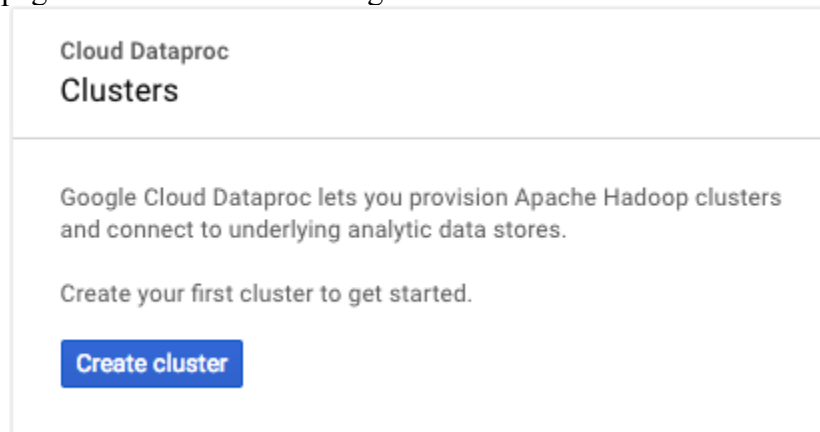 Cloud Dataproc
Clusters
Google Cloud Dataproc lets you provision Apache Hadoop clusters
and connect to underlying analytic data stores.
Create your first cluster to get started.
Create cluster